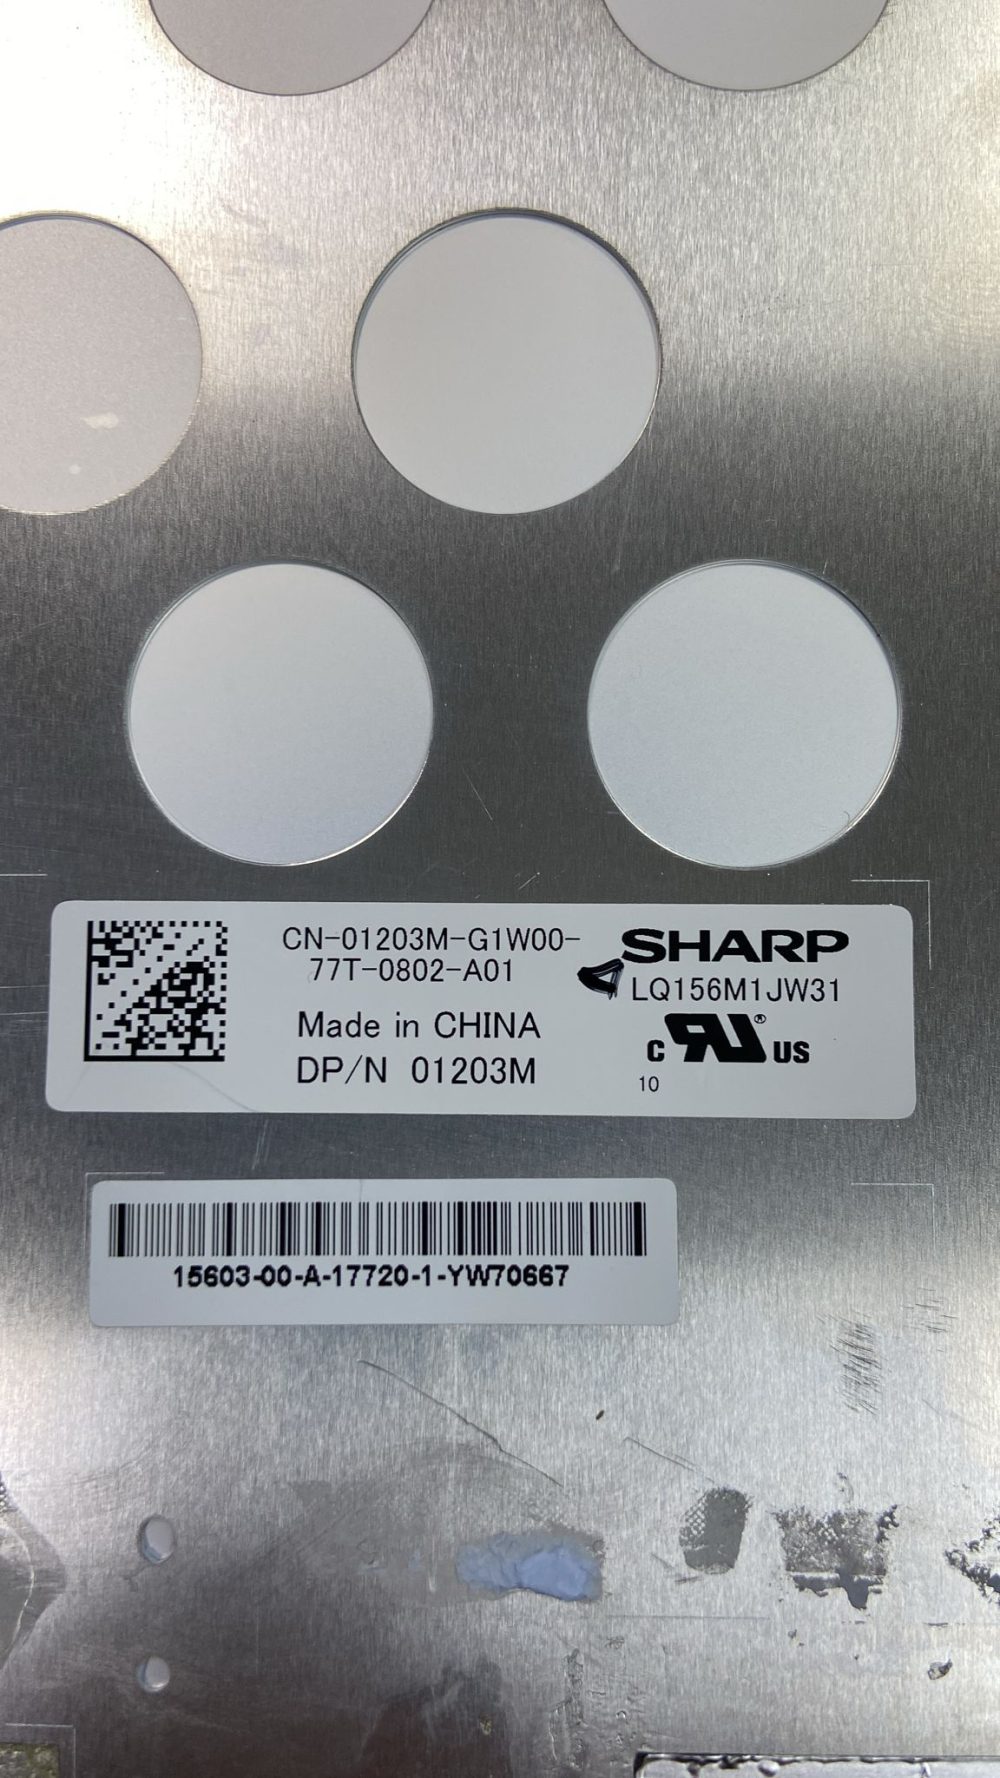 CN-01203M-G1W00-
77T-0802-A01
Made in CHINA
DP/N 01203M
SHARP
LQ156M1JW31
c RU® US
10
15603-00-A-17720-1-YW70667